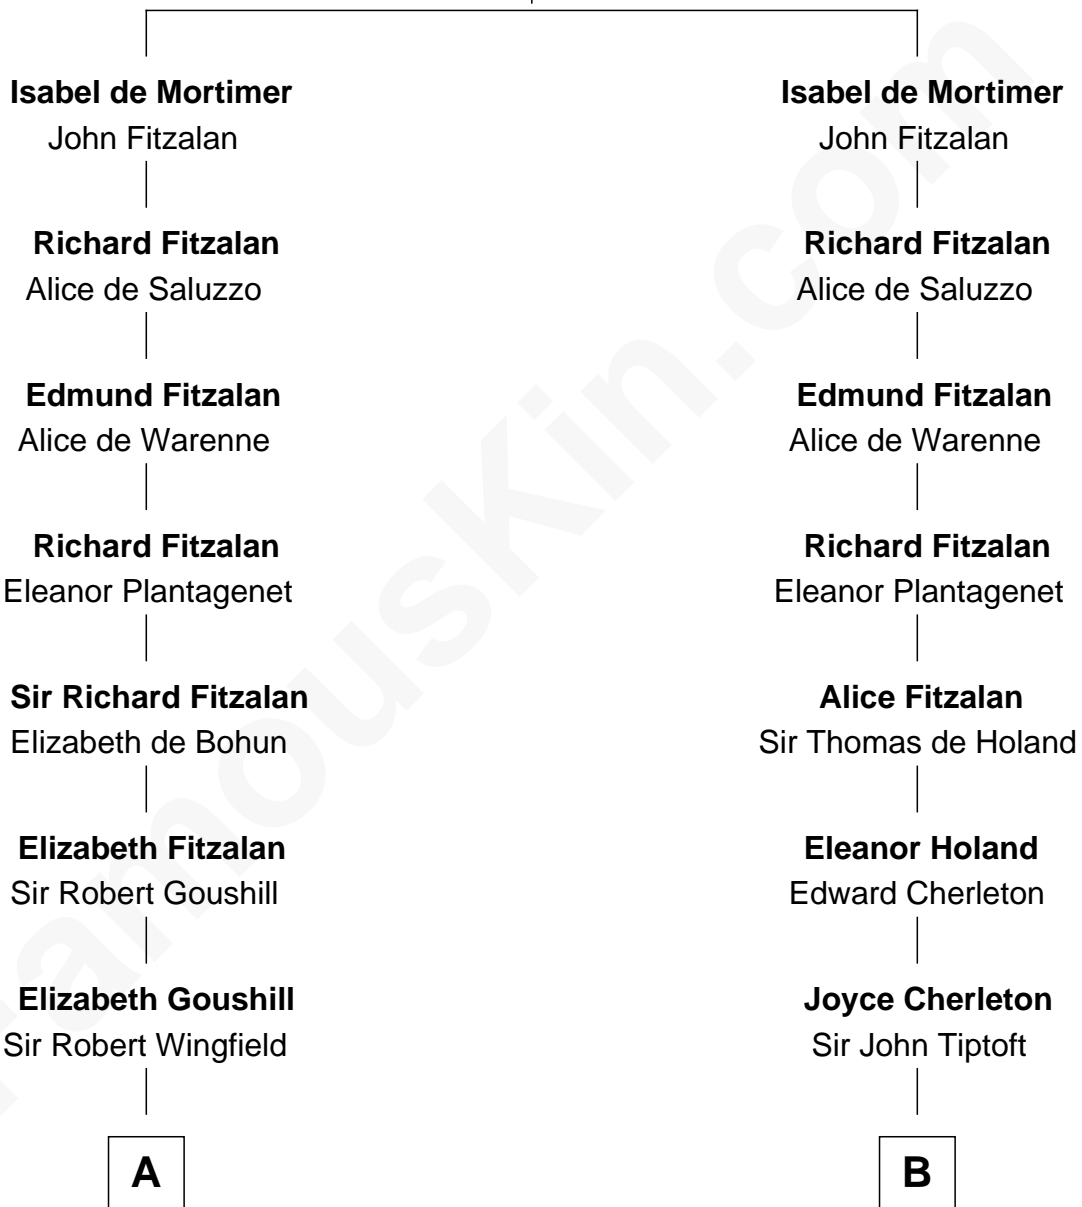 Isabel de Mortimer
John Fitzalan
Richard Fitzalan
Alice de Saluzzo
Edmund Fitzalan
Alice de Warenne
Richard Fitzalan
Eleanor Plantagenet
Sir Richard Fitzalan
Elizabeth de Bohun
Elizabeth Fitzalan
Sir Robert Goushill
Elizabeth Goushill
Sir Robert Wingfield
A
Isabel de Mortimer
John Fitzalan
Richard Fitzalan
Alice de Saluzzo
Edmund Fitzalan
Alice de Warenne
Richard Fitzalan
Eleanor Plantagenet
Alice Fitzalan
Sir Thomas de Holand
Eleanor Holand
Edward Cherleton
Joyce Cherleton
Sir John Tiptoft
B
FamousKin.com